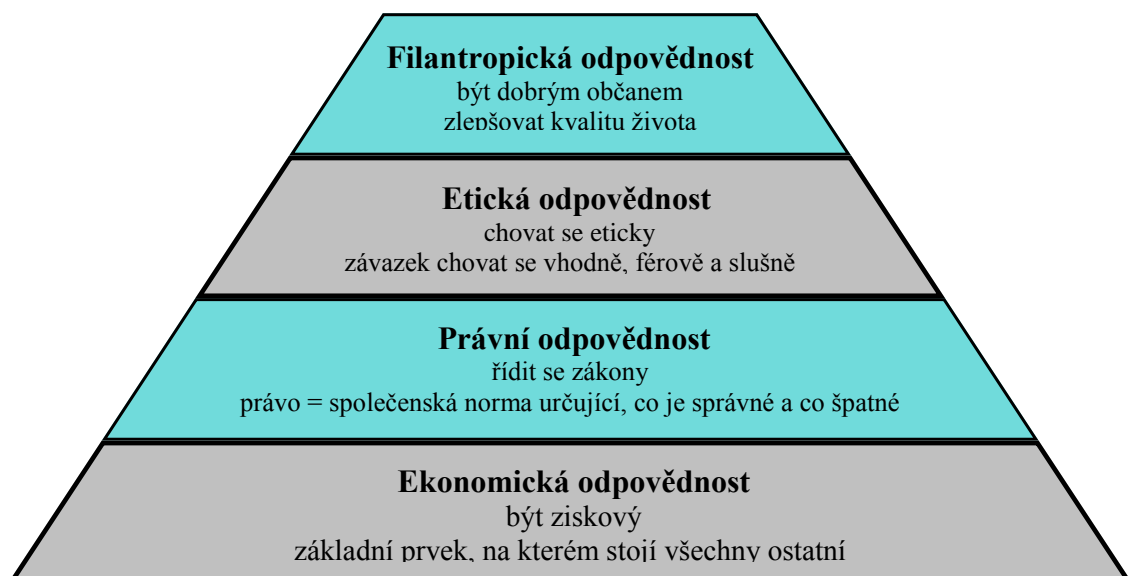 Filantropická odpovědnost
být dobrým občanem
zlepšovat kvalitu života
Etická odpovědnost
chovat se eticky
závazek chovat se vhodně, férově a slušně
Právní odpovědnost
řídit se zákony
právo = společenská norma určující, co je správné a co špatné
Ekonomická odpovědnost
být ziskový
základní prvek, na kterém stojí všechny ostatní